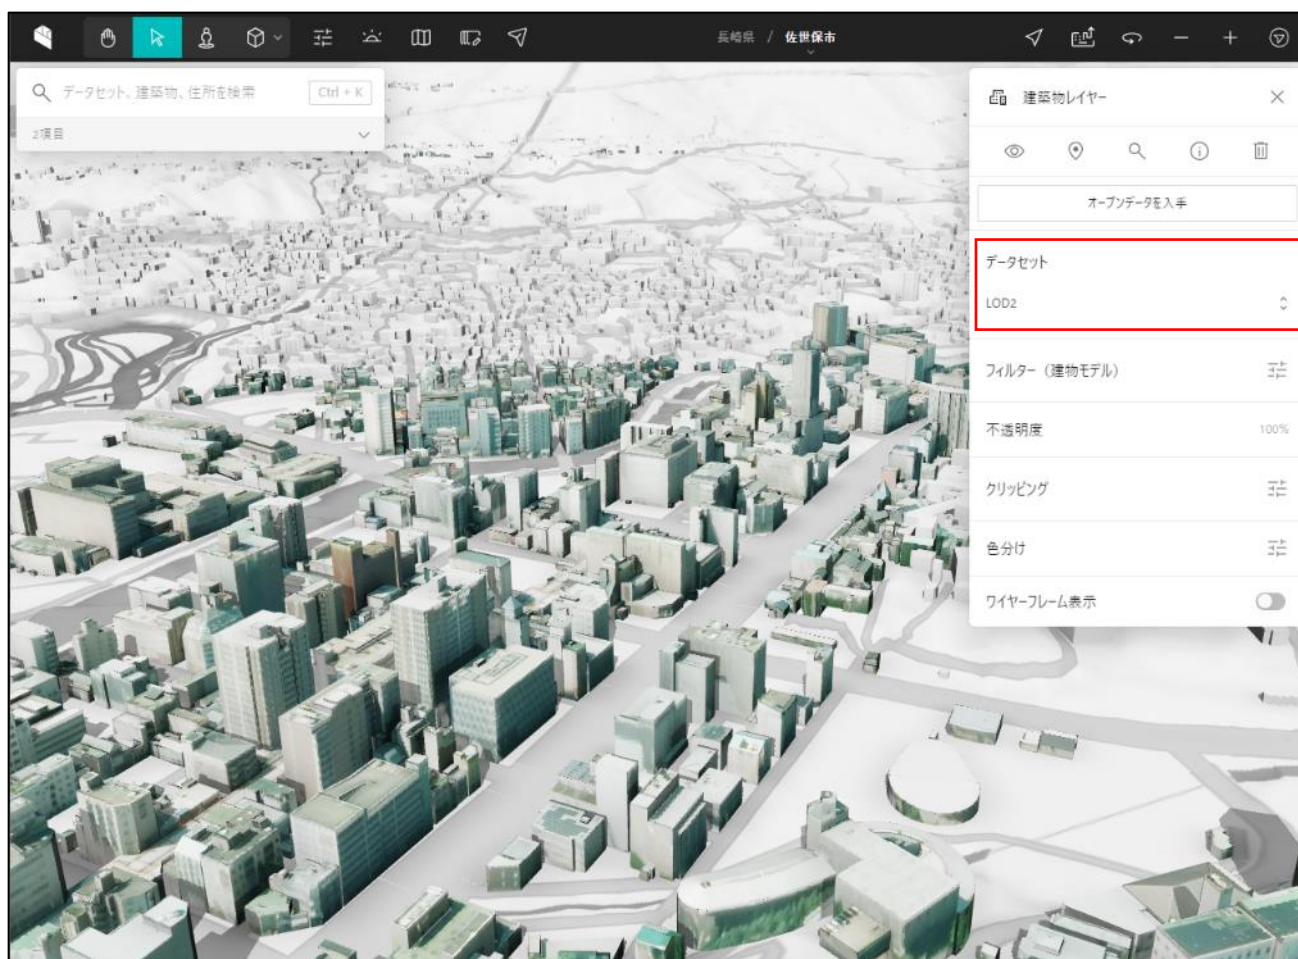 長崎県 / 佐世保市
データセット、建築物、住所を検索 Ctrl + K
2項目
建築物レイヤー
オープンデータを入手
データセット
LOD2
フィルター（建物モデル）
不透明度 100%
クリッピング
色分け
ワイヤーフレーム表示